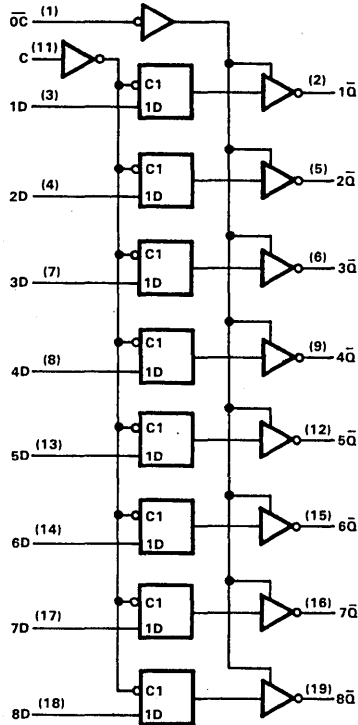 O̅C̅ (1)
C (11)
C1 (2) 1Q̅
1D (3) 1D
C1 (5) 2Q̅
2D (4) 1D
C1 (6) 3Q̅
3D (7) 1D
C1 (9) 4Q̅
4D (8) 1D
C1 (12) 5Q̅
5D (13) 1D
C1 (15) 6Q̅
6D (14) 1D
C1 (16) 7Q̅
7D (17) 1D
C1 (19) 8Q̅
8D (18) 1D